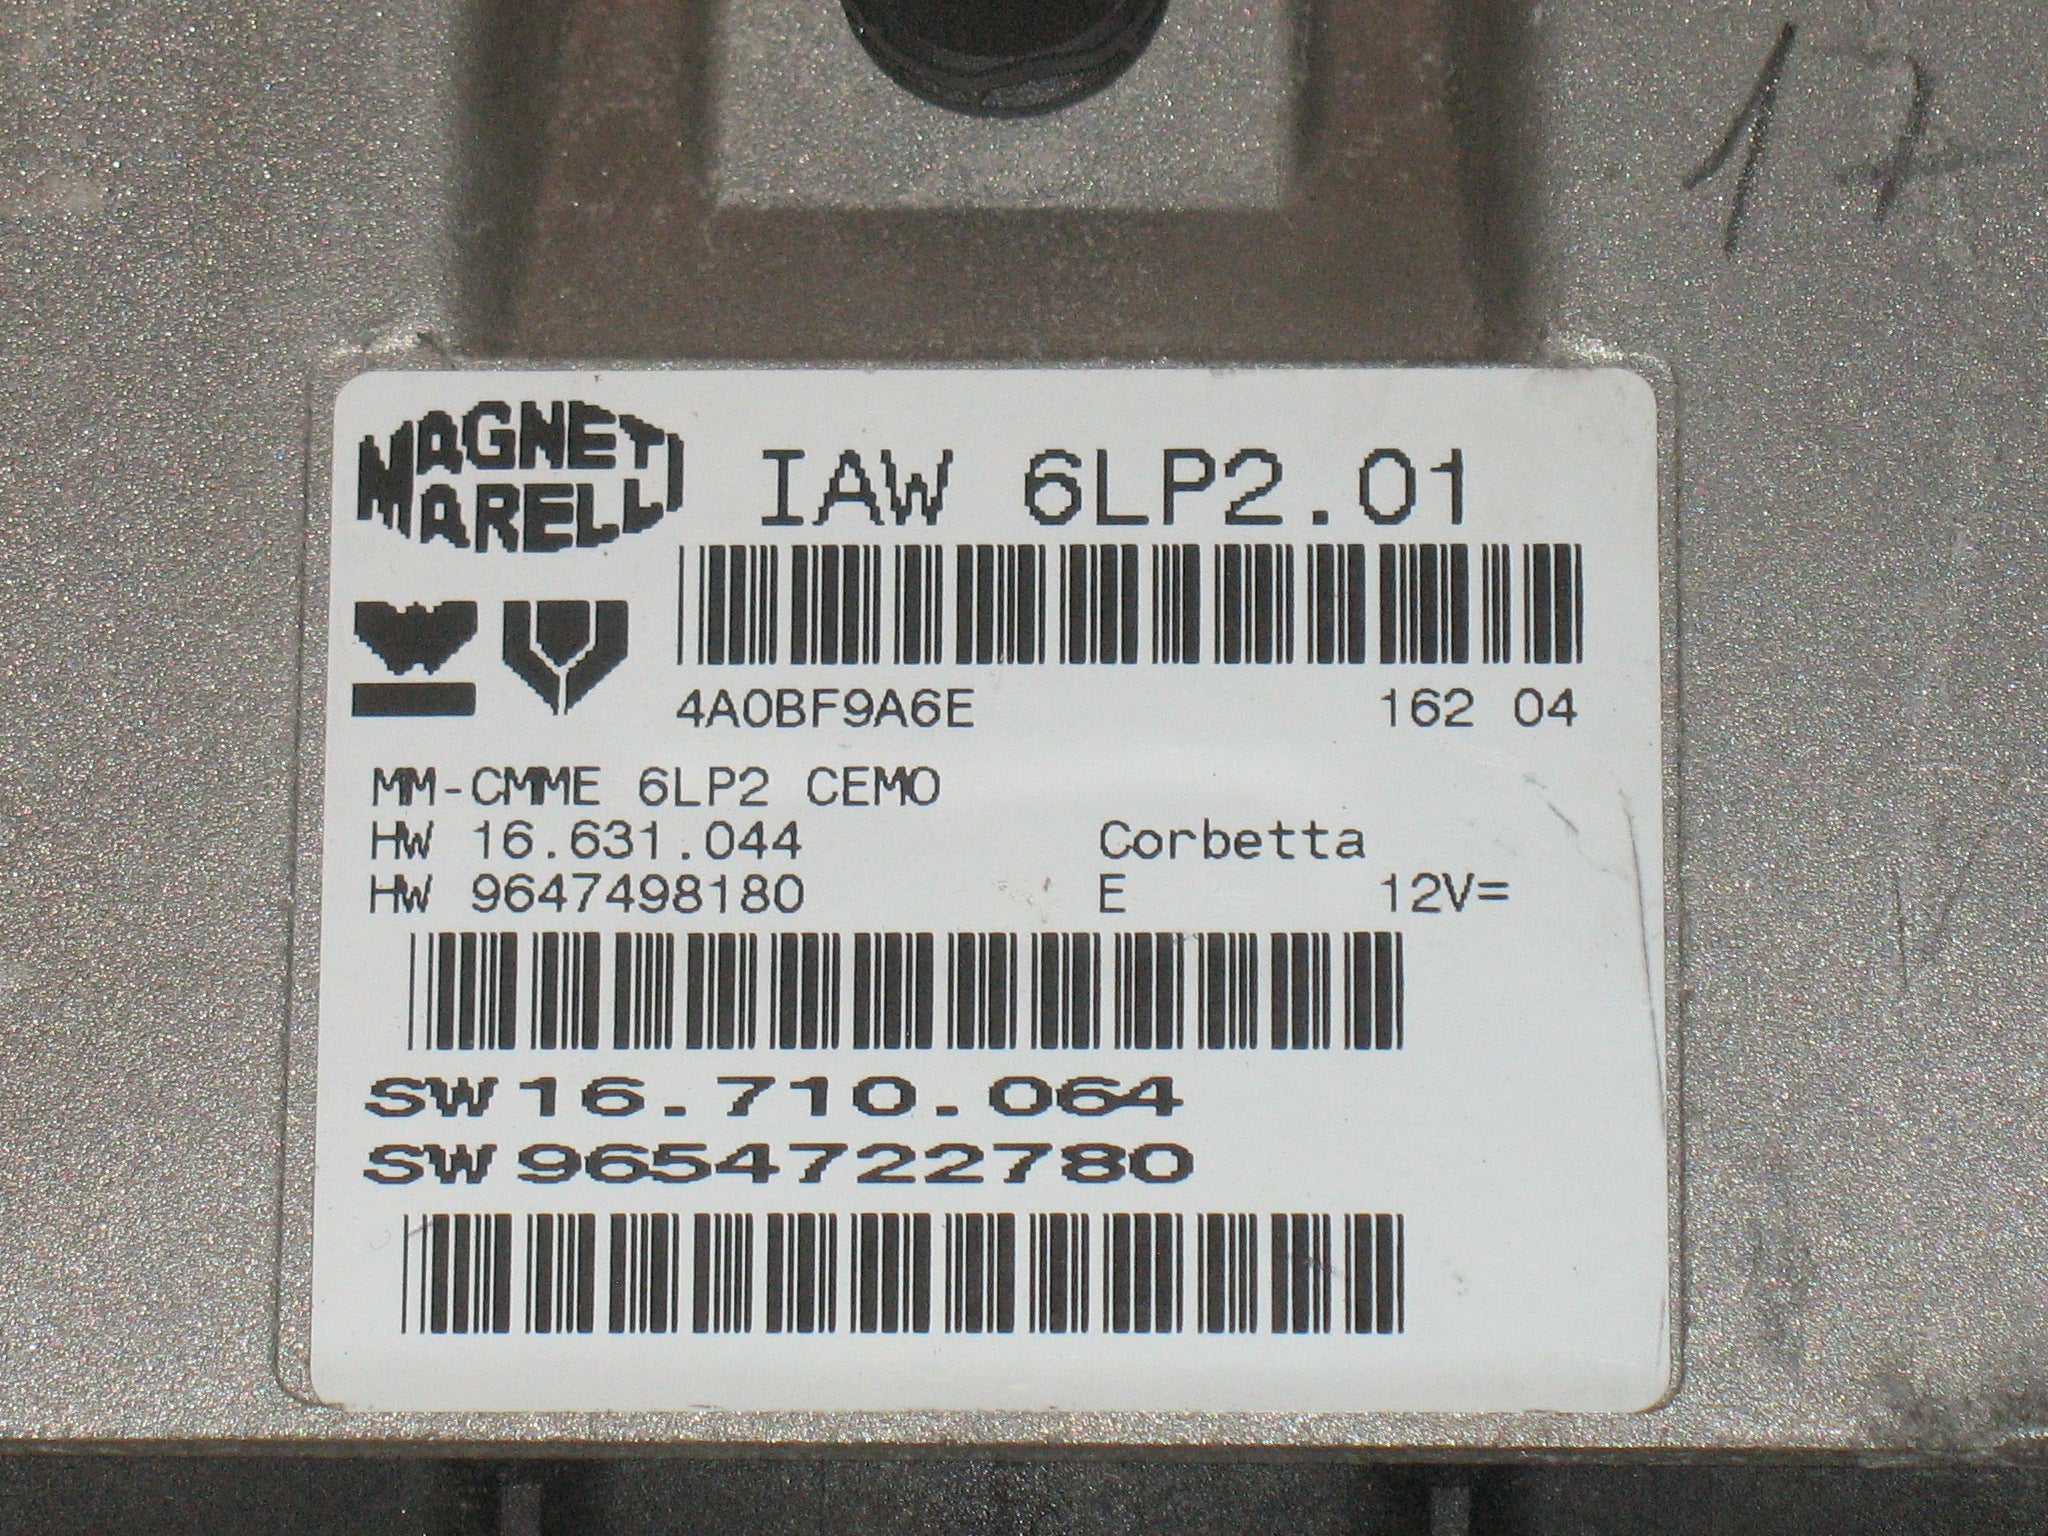 17
MAGNETI
MARELLI
IAW 6LP2.01
4A0BF9A6E 162 04
MM-CMME 6LP2 CEMO
HW 16.631.044 Corbetta
HW 9647498180 E 12V=
SW 16.710.064
SW 9654722780